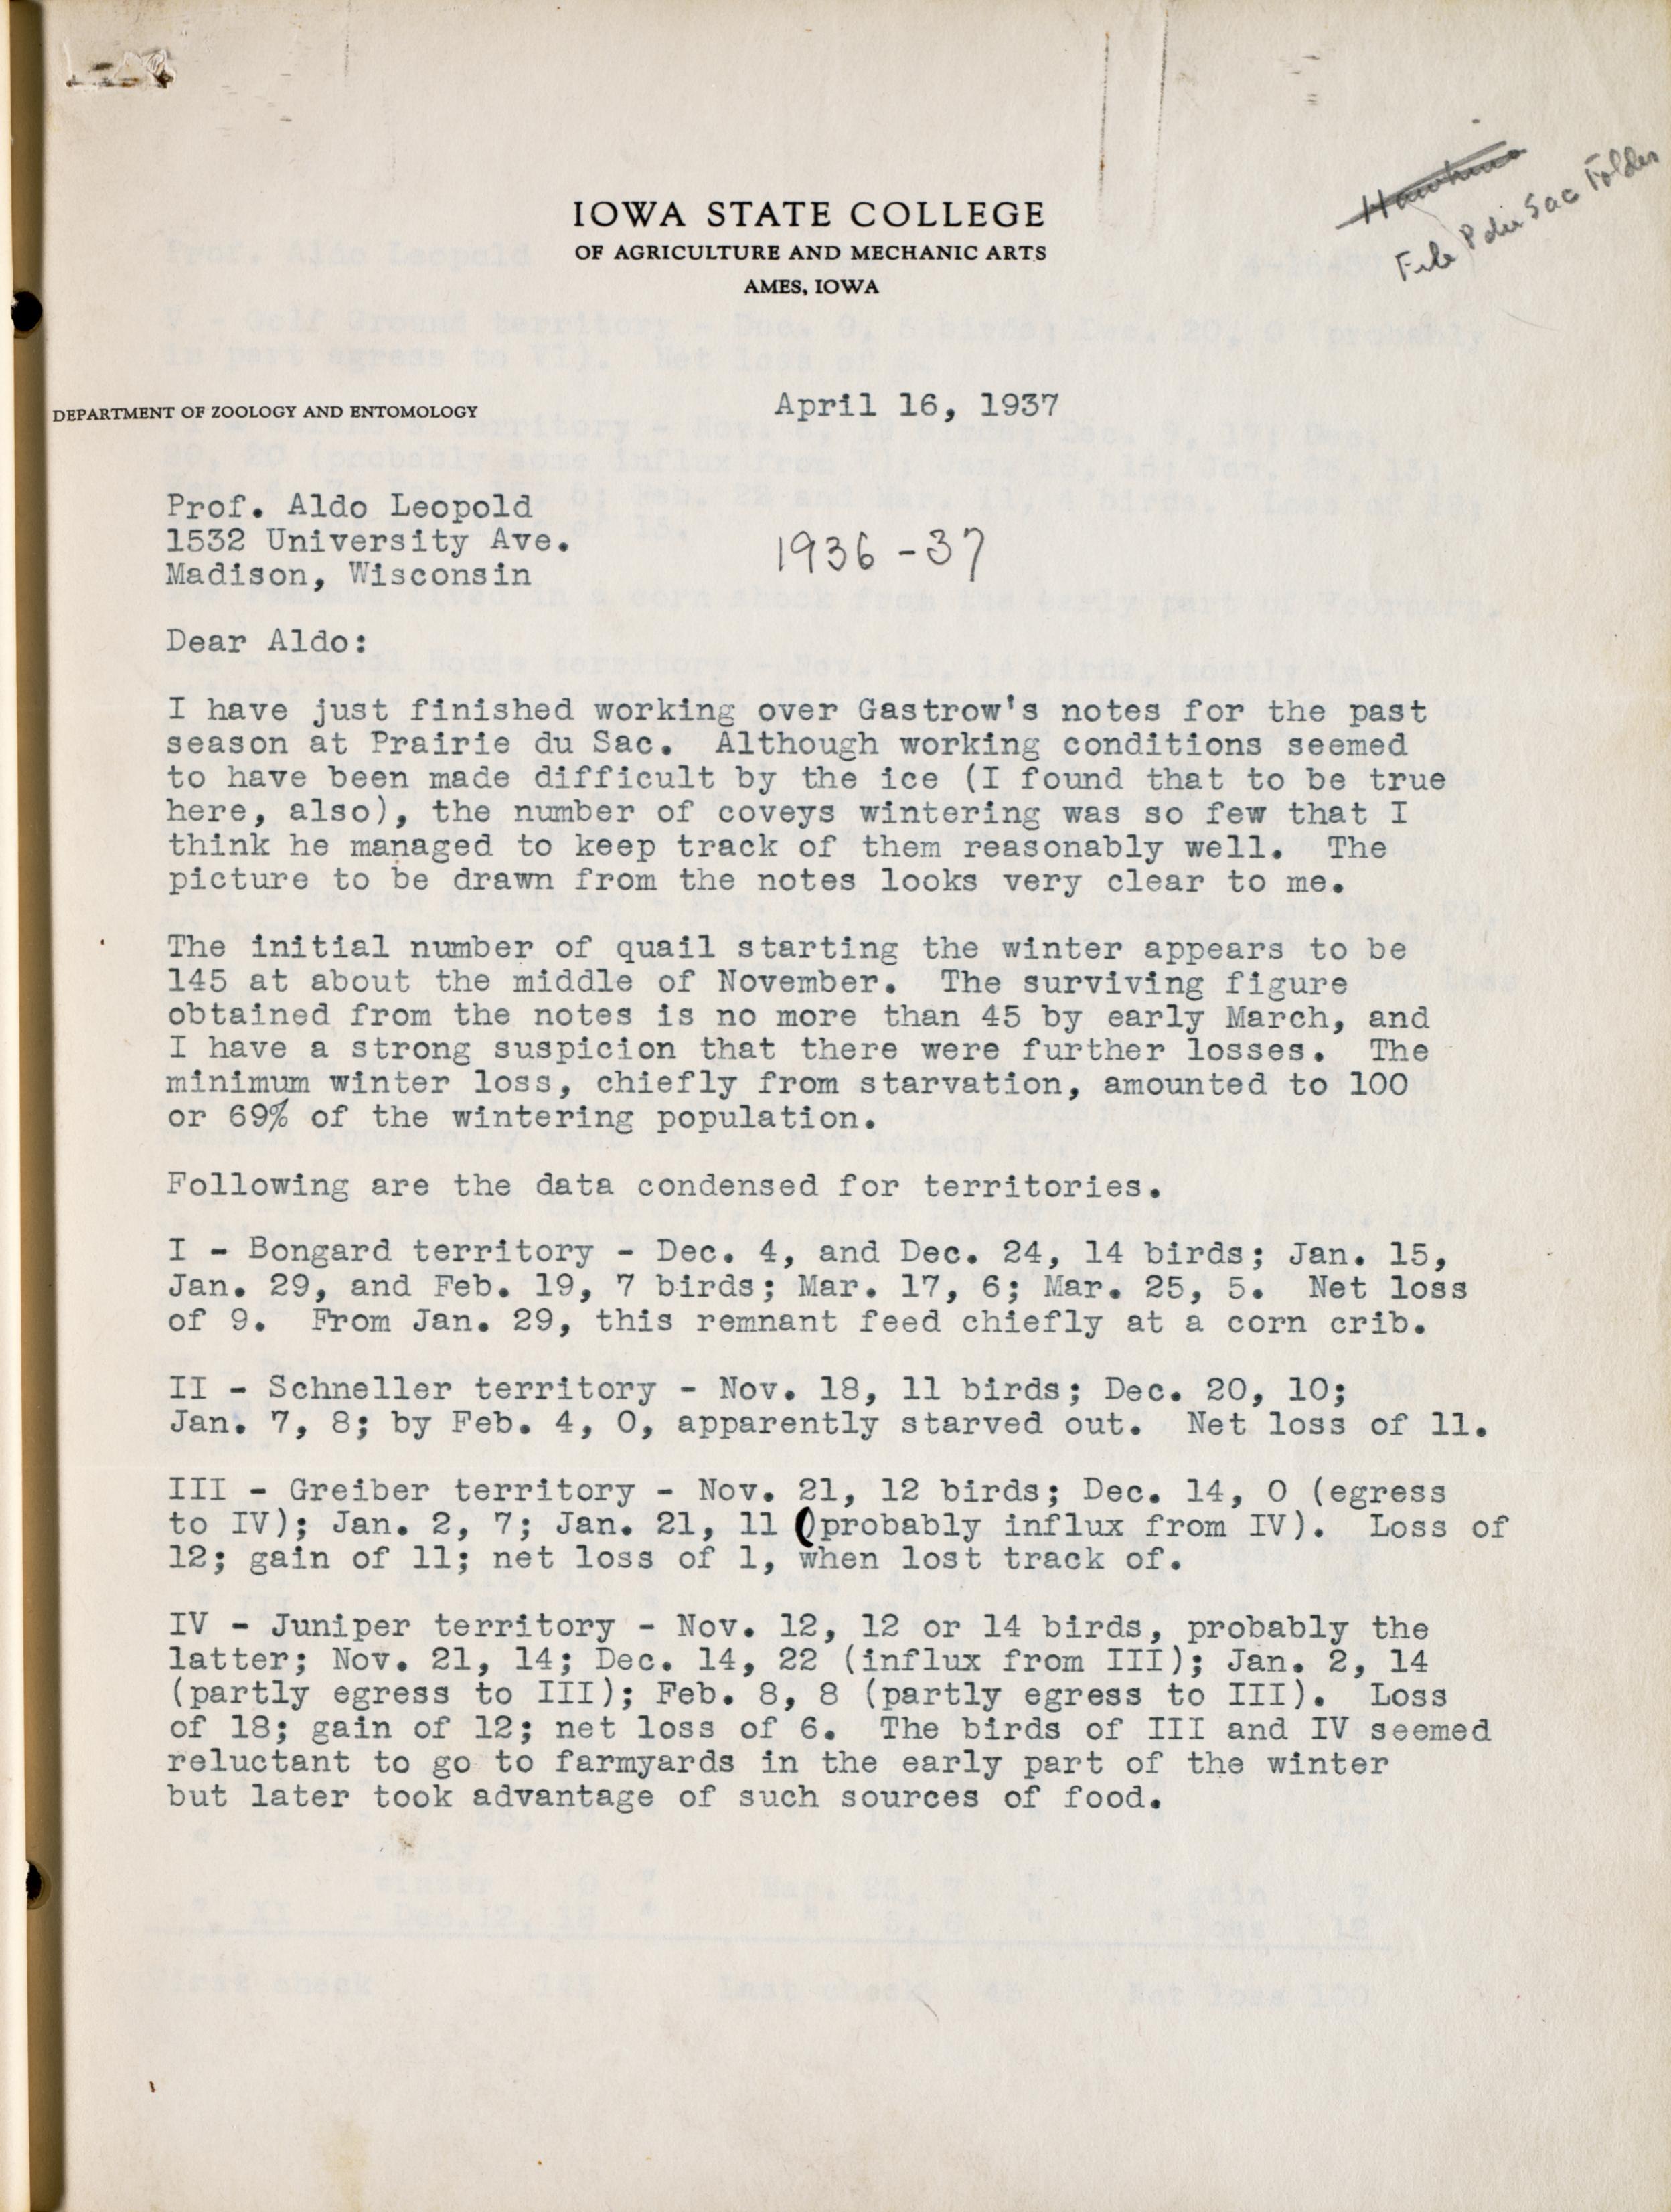 Hawkins
File P du Sac Folder
IOWA STATE COLLEGE
OF AGRICULTURE AND MECHANIC ARTS
AMES, IOWA
DEPARTMENT OF ZOOLOGY AND ENTOMOLOGY
April 16, 1937
Prof. Aldo Leopold
1532 University Ave.
Madison, Wisconsin
1936-37
Dear Aldo:
I have just finished working over Gastrow's notes for the past
season at Prairie du Sac. Although working conditions seemed
to have been made difficult by the ice (I found that to be true
here, also), the number of coveys wintering was so few that I
think he managed to keep track of them reasonably well. The
picture to be drawn from the notes looks very clear to me.
The initial number of quail starting the winter appears to be
145 at about the middle of November. The surviving figure
obtained from the notes is no more than 45 by early March, and
I have a strong suspicion that there were further losses. The
minimum winter loss, chiefly from starvation, amounted to 100
or 69% of the wintering population.
Following are the data condensed for territories.
I - Bongard territory - Dec. 4, and Dec. 24, 14 birds; Jan. 15,
Jan. 29, and Feb. 19, 7 birds; Mar. 17, 6; Mar. 25, 5. Net loss
of 9. From Jan. 29, this remnant feed chiefly at a corn crib.
II - Schneller territory - Nov. 18, 11 birds; Dec. 20, 10;
Jan. 7, 8; by Feb. 4, 0, apparently starved out. Net loss of 11.
III - Greiber territory - Nov. 21, 12 birds; Dec. 14, 0 (egress
to IV); Jan. 2, 7; Jan. 21, 11 (probably influx from IV). Loss of
12; gain of 11; net loss of 1, when lost track of.
IV - Juniper territory - Nov. 12, 12 or 14 birds, probably the
latter; Nov. 21, 14; Dec. 14, 22 (influx from III); Jan. 2, 14
(partly egress to III); Feb. 8, 8 (partly egress to III). Loss
of 18; gain of 12; net loss of 6. The birds of III and IV seemed
reluctant to go to farmyards in the early part of the winter
but later took advantage of such sources of food.